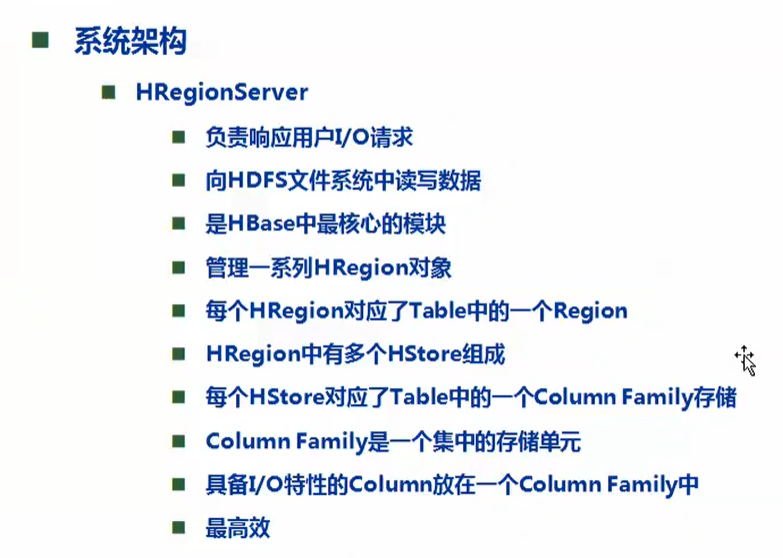 系统架构
HRegionServer
负责响应用户I/O请求
向HDFS文件系统中读写数据
是HBase中最核心的模块
管理一系列HRegion对象
每个HRegion对应了Table中的一个Region
HRegion中有多个HStore组成
每个HStore对应了Table中的一个Column Family存储
Column Family是一个集中的存储单元
具备I/O特性的Column放在一个Column Family中
最高效